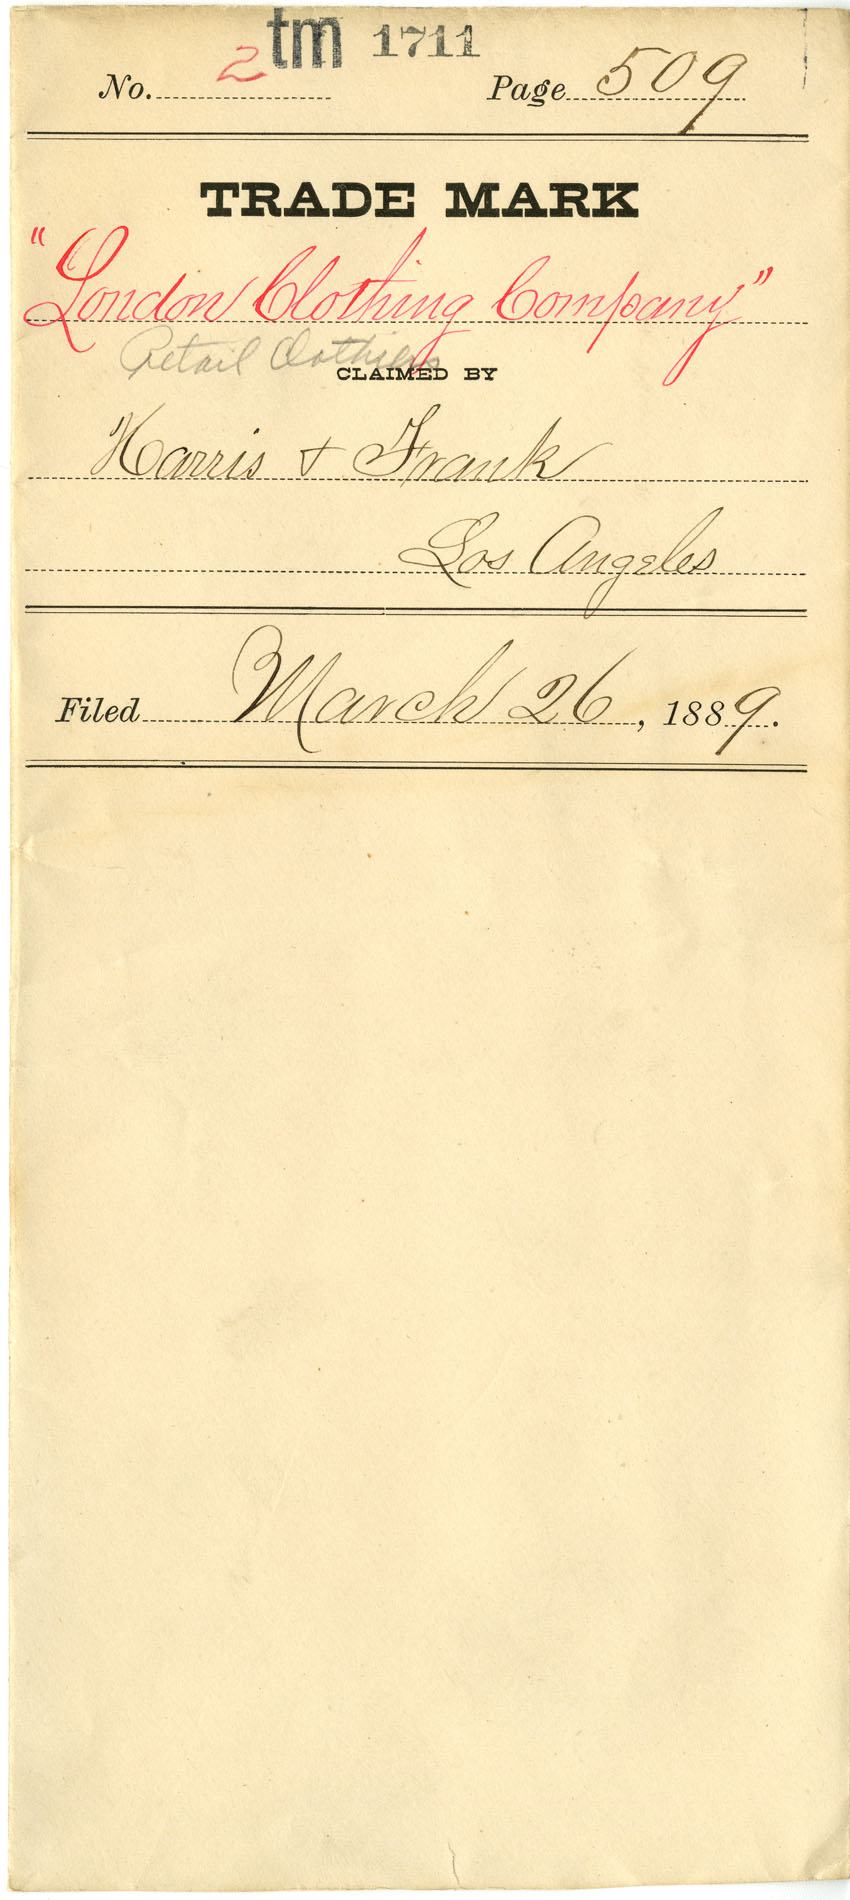 tm 1711
No. 2 Page 509
TRADE MARK
"London Clothing Company"
Retail Clothiers
CLAIMED BY
Harris & Frank
Los Angeles
Filed March 26, 1889.